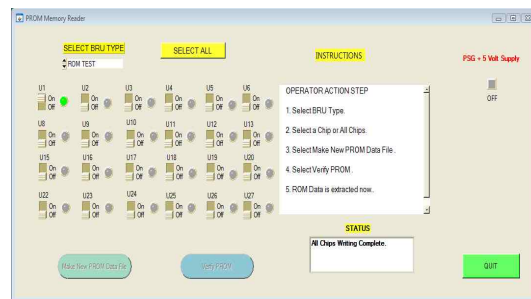 PROM Memory Reader
SELECT BRU TYPE
SELECT ALL
INSTRUCTIONS
PSG + 5 Volt Supply
ROM TEST
OFF
U1 U2 U3 U4 U5 U6
On On On On On On
Off Off Off Off Off Off
U8 U9 U10 U11 U12 U13
On On On On On On
Off Off Off Off Off Off
U15 U16 U17 U18 U19 U20
On On On On On On
Off Off Off Off Off Off
U22 U23 U24 U25 U26 U27
On On On On On On
Off Off Off Off Off Off
OPERATOR ACTION STEP
1. Select BRU Type.
2. Select a Chip or All Chips.
3. Select Make New PROM Data File.
4. Select Verify PROM.
5. ROM Data is extracted now.
STATUS
All Chips Writing Complete.
Make New PROM Data File
Verify PROM
QUIT